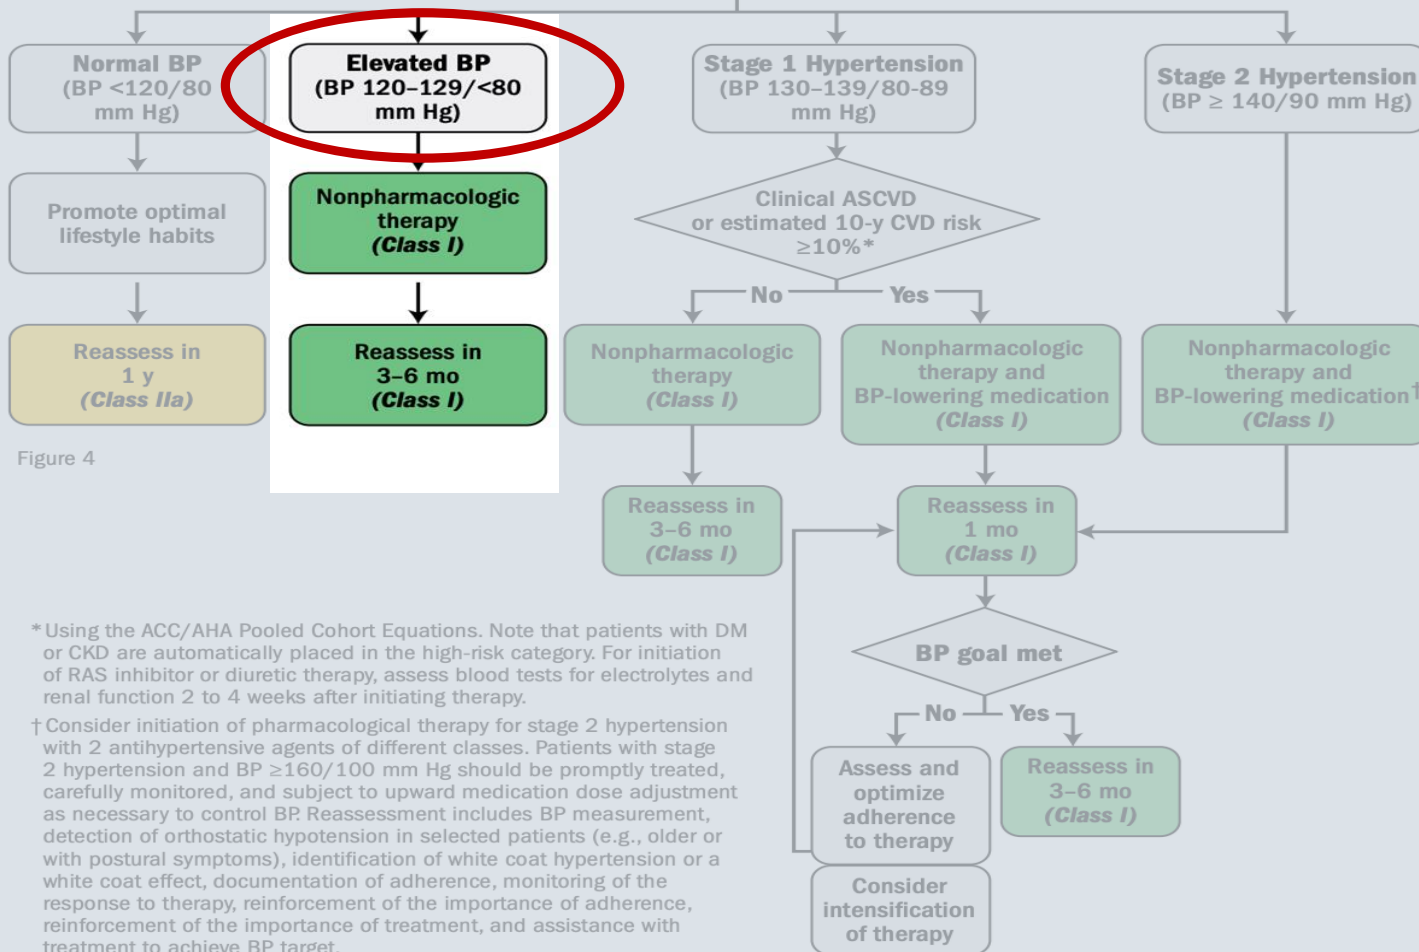 Normal BP
(BP <120/80
mm Hg)
Elevated BP
(BP 120–129/<80
mm Hg)
Stage 1 Hypertension
(BP 130–139/80-89
mm Hg)
Stage 2 Hypertension
(BP ≥ 140/90 mm Hg)
Promote optimal
lifestyle habits
Nonpharmacologic
therapy
(Class I)
Clinical ASCVD
or estimated 10-y CVD risk
≥10%*
No
Yes
Reassess in
1 y
(Class IIa)
Reassess in
3–6 mo
(Class I)
Nonpharmacologic
therapy
(Class I)
Nonpharmacologic
therapy and
BP-lowering medication
(Class I)
Nonpharmacologic
therapy and
BP-lowering medication†
(Class I)
Figure 4
Reassess in
3–6 mo
(Class I)
Reassess in
1 mo
(Class I)
BP goal met
No
Yes
Assess and
optimize
adherence
to therapy
Reassess in
3–6 mo
(Class I)
Consider
intensification
of therapy
*Using the ACC/AHA Pooled Cohort Equations. Note that patients with DM
or CKD are automatically placed in the high-risk category. For initiation
of RAS inhibitor or diuretic therapy, assess blood tests for electrolytes and
renal function 2 to 4 weeks after initiating therapy.
†Consider initiation of pharmacological therapy for stage 2 hypertension
with 2 antihypertensive agents of different classes. Patients with stage
2 hypertension and BP ≥160/100 mm Hg should be promptly treated,
carefully monitored, and subject to upward medication dose adjustment
as necessary to control BP. Reassessment includes BP measurement,
detection of orthostatic hypotension in selected patients (e.g., older or
with postural symptoms), identification of white coat hypertension or a
white coat effect, documentation of adherence, monitoring of the
response to therapy, reinforcement of the importance of adherence,
reinforcement of the importance of treatment, and assistance with
treatment to achieve BP target.